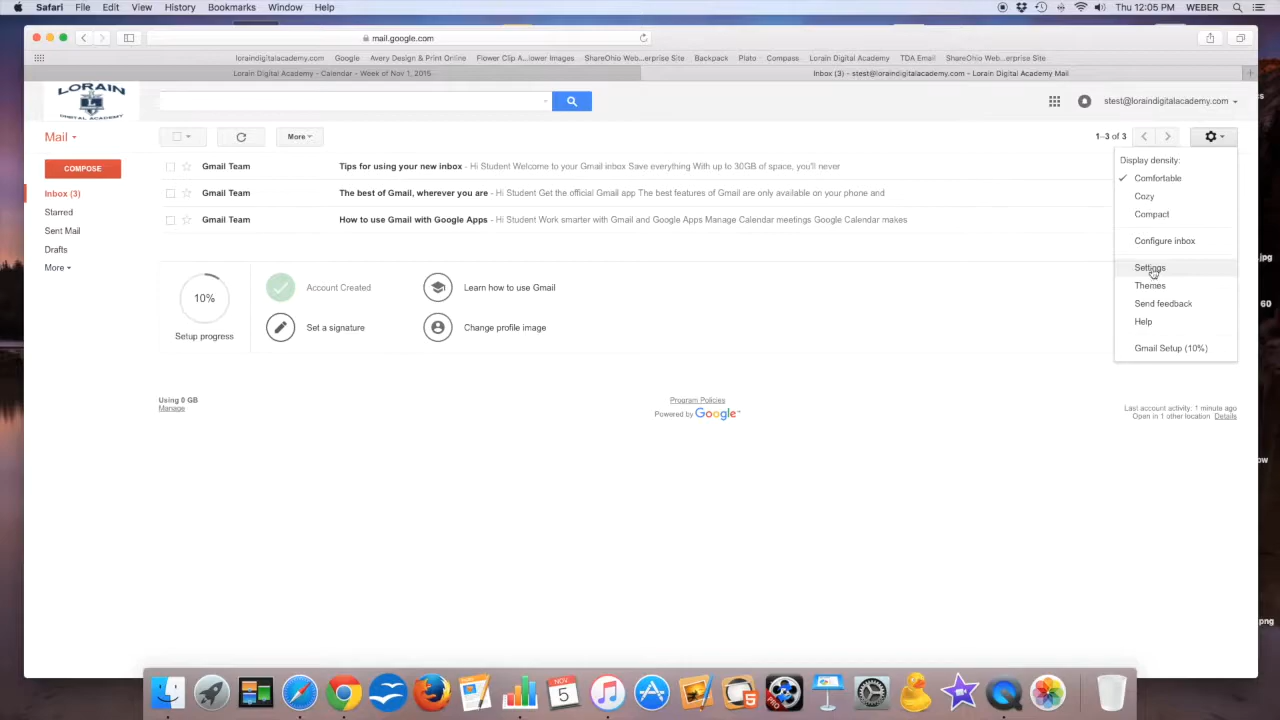 Safari File Edit View History Bookmarks Window Help Thu 12:05 PM WEBER
mail.google.com
loraindigitalacademy.com Google Avery Design & Print Online Flower Clip A...lower Images ShareOhio Web...erprise Site Backpack Plato Compass Lorain Digital Academy TDA Email ShareOhio Web...erprise Site
Lorain Digital Academy - Calendar - Week of Nov 1, 2015
Inbox (3) - stest@loraindigitalacademy.com - Lorain Digital Academy Mail
LORAIN
DIGITAL ACADEMY
stest@loraindigitalacademy.com
Mail
More
1–3 of 3
COMPOSE
Inbox (3)
Starred
Sent Mail
Drafts
More
Gmail Team Tips for using your new inbox - Hi Student Welcome to your Gmail inbox Save everything With up to 30GB of space, you'll never
Gmail Team The best of Gmail, wherever you are - Hi Student Get the official Gmail app The best features of Gmail are only available on your phone and
Gmail Team How to use Gmail with Google Apps - Hi Student Work smarter with Gmail and Google Apps Manage Calendar meetings Google Calendar makes
Display density:
Comfortable
Cozy
Compact
Configure inbox
Settings
Themes
Send feedback
Help
Gmail Setup (10%)
10%
Setup progress
Account Created
Learn how to use Gmail
Set a signature
Change profile image
Using 0 GB
Manage
Program Policies
Powered by Google™
Last account activity: 1 minute ago
Open in 1 other location Details
.jpg
60
.png
NOV
5
5
PRO